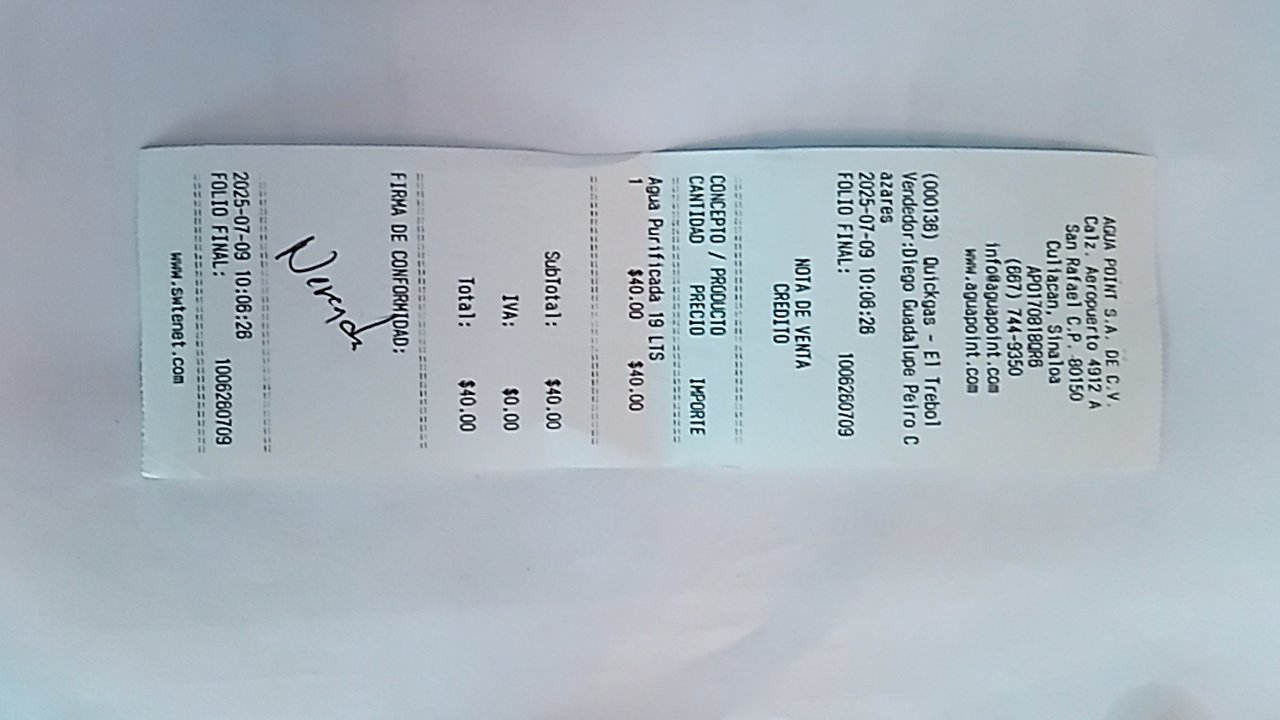 AGUA POINT S.A. DE C.V.
Calz. Aeropuerto 4912 A
San Rafael C.P. 80150
Culiacan, Sinaloa
APO170818QR6
(667) 744-9350
info@aguapoint.com
www.aguapoint.com
(000136) Quickgas - El Trebol
Vendedor:Diego Guadalupe Peiro C
azares
2025-07-09 10:06:28
FOLIO FINAL: 1006280709
NOTA DE VENTA
CREDITO
CONCEPTO / PRODUCTO
CANTIDAD PRECIO IMPORTE
Agua Purificada 19 LTS
1 $40.00 $40.00
SubTotal: $40.00
IVA: $0.00
Total: $40.00
FIRMA DE CONFORMIDAD:
2025-07-09 10:06:28
FOLIO FINAL: 1006280709
www.swtenet.com